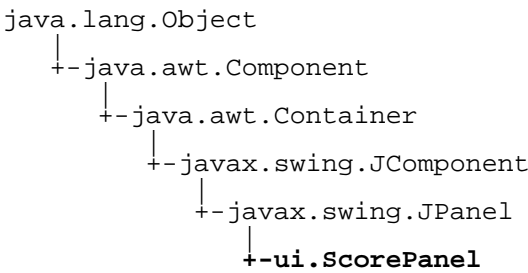 java.lang.Object
|
+-java.awt.Component
|
+-java.awt.Container
|
+-javax.swing.JComponent
|
+-javax.swing.JPanel
|
+-ui.ScorePanel